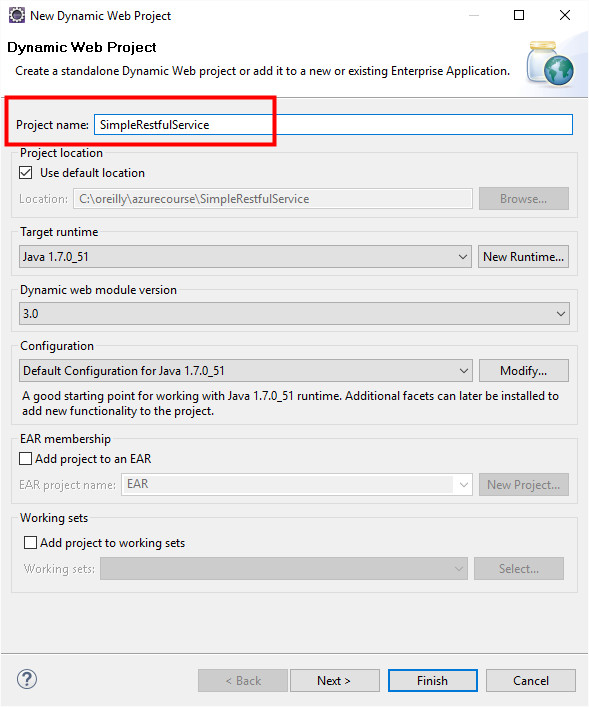 New Dynamic Web Project
Dynamic Web Project
Create a standalone Dynamic Web project or add it to a new or existing Enterprise Application.
Project name: SimpleRestfulService
Project location
Use default location
Location: C:\oreilly\azurecourse\SimpleRestfulService Browse...
Target runtime
Java 1.7.0_51 New Runtime...
Dynamic web module version
3.0
Configuration
Default Configuration for Java 1.7.0_51 Modify...
A good starting point for working with Java 1.7.0_51 runtime. Additional facets can later be installed to
add new functionality to the project.
EAR membership
Add project to an EAR
EAR project name: EAR New Project...
Working sets
Add project to working sets
Working sets: Select...
? < Back Next > Finish Cancel